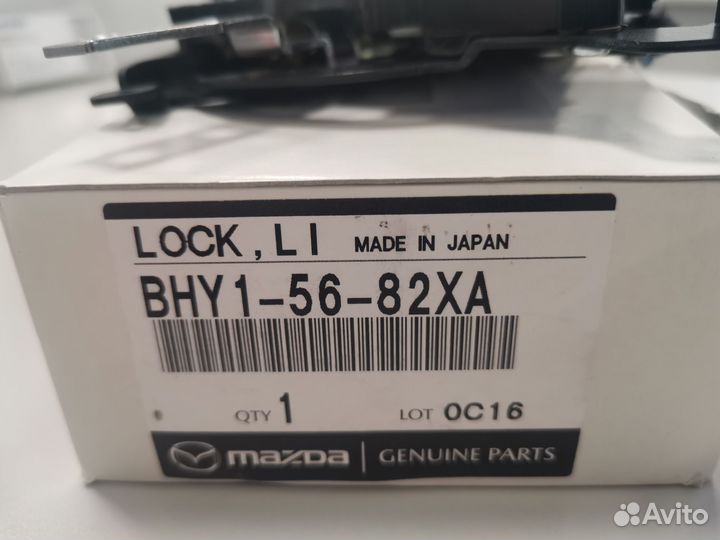 LOCK, LI MADE IN JAPAN
BHY1-56-82XA
QTY 1 LOT 0C16
mazda GENUINE PARTS
Avito